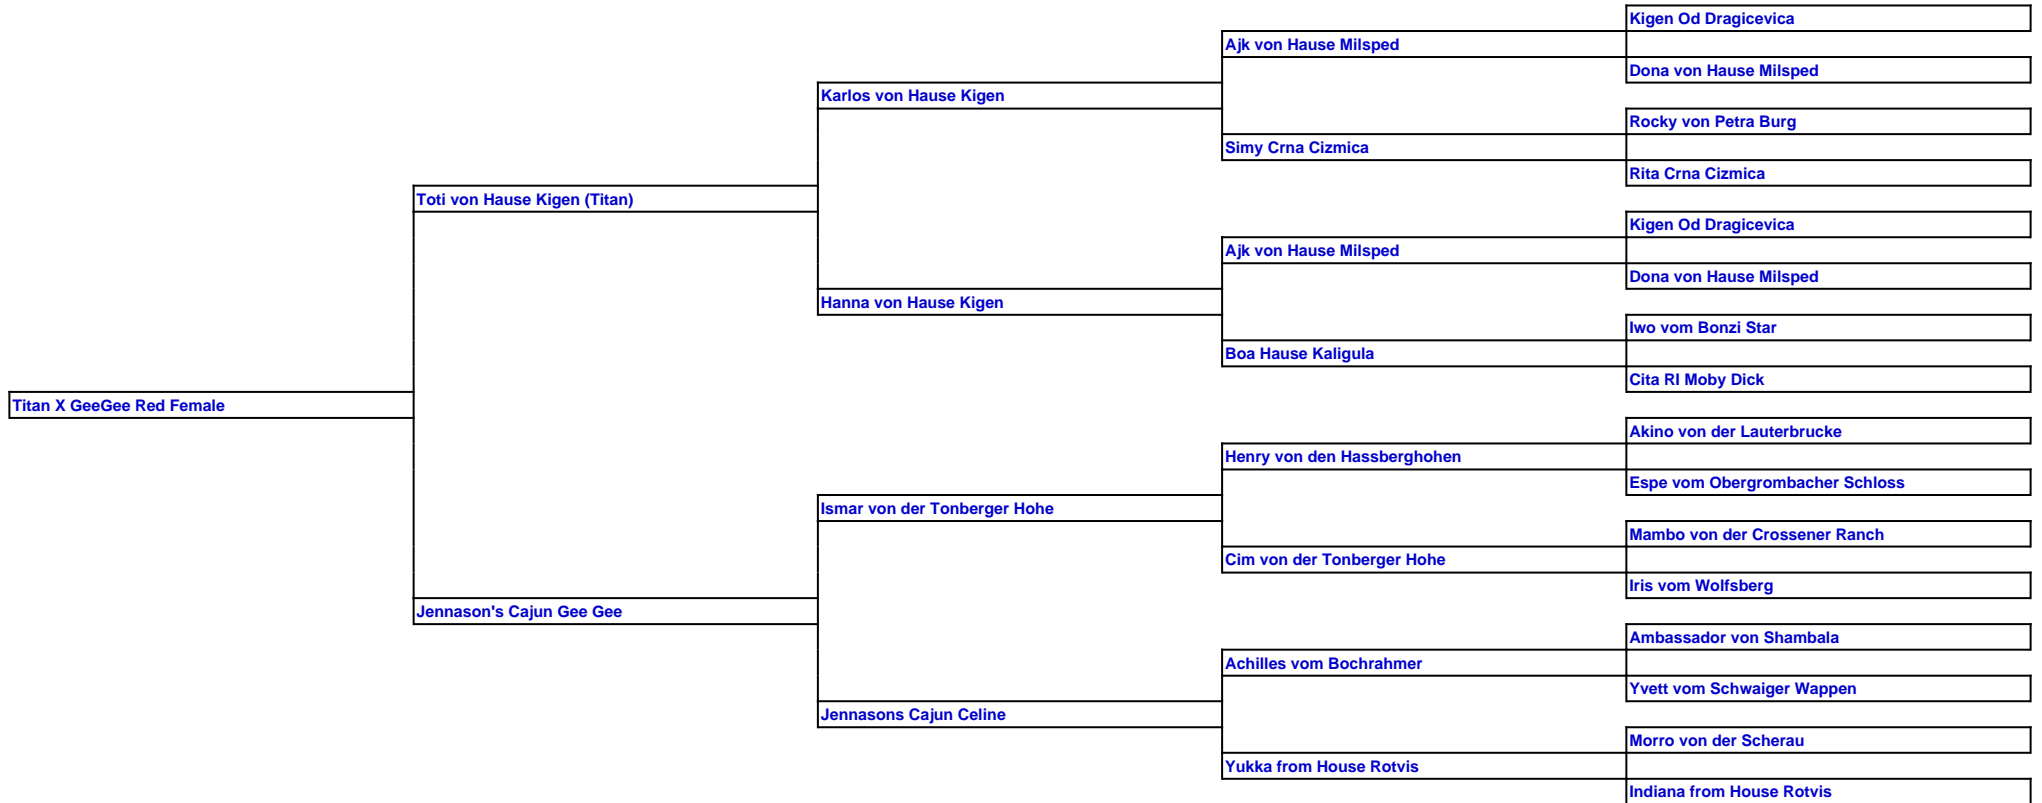 Kigen Od Dragicevica
Ajk von Hause Milsped
Dona von Hause Milsped
Karlos von Hause Kigen
Rocky von Petra Burg
Simy Crna Cizmica
Rita Crna Cizmica
Toti von Hause Kigen (Titan)
Kigen Od Dragicevica
Ajk von Hause Milsped
Dona von Hause Milsped
Hanna von Hause Kigen
Iwo vom Bonzi Star
Boa Hause Kaligula
Cita RI Moby Dick
Titan X GeeGee Red Female
Akino von der Lauterbrucke
Henry von den Hassberghohen
Espe vom Obergrombacher Schloss
Ismar von der Tonberger Hohe
Mambo von der Crossener Ranch
Cim von der Tonberger Hohe
Iris vom Wolfsberg
Jennason's Cajun Gee Gee
Ambassador von Shambala
Achilles vom Bochrahmer
Yvett vom Schwaiger Wappen
Jennasons Cajun Celine
Morro von der Scherau
Yukka from House Rotvis
Indiana from House Rotvis